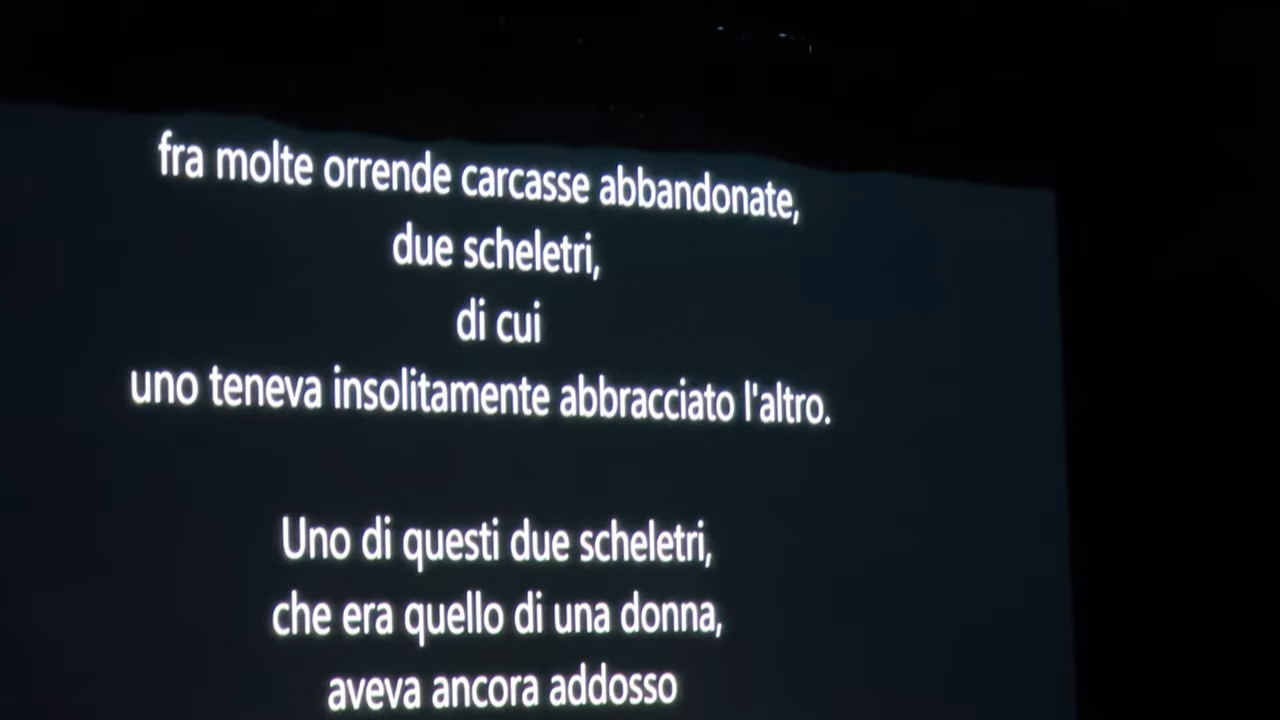 fra molte orrende carcasse abbandonate,
due scheletri,
di cui
uno teneva insolitamente abbracciato l'altro.
Uno di questi due scheletri,
che era quello di una donna,
aveva ancora addosso